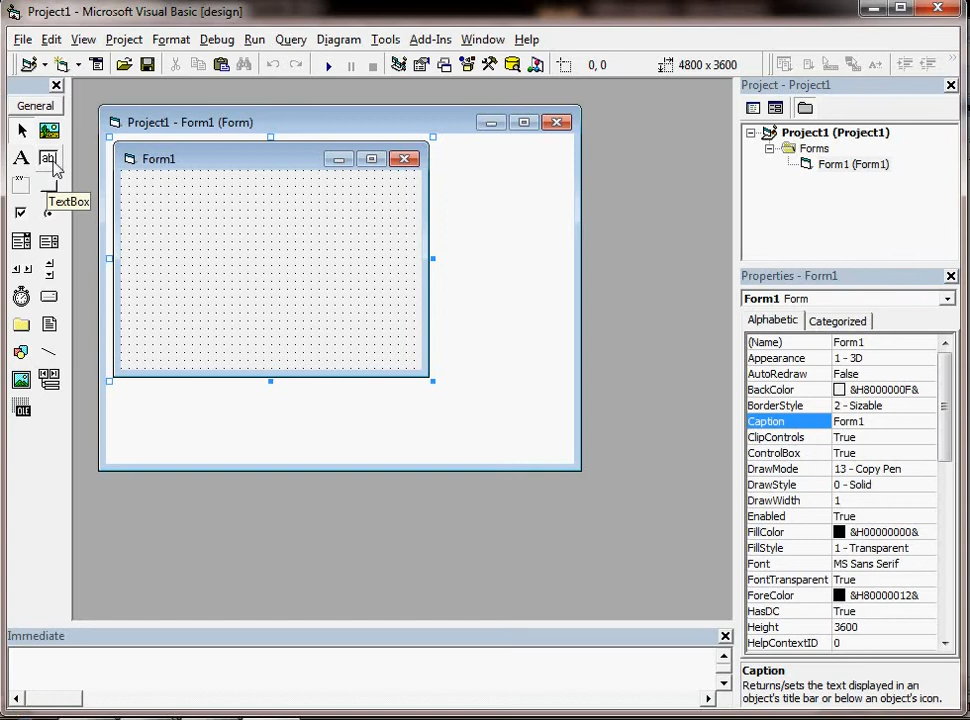 Project1 - Microsoft Visual Basic [design]
File Edit View Project Format Debug Run Query Diagram Tools Add-Ins Window Help
0, 0 4800 x 3600
General
A ab|
xy
TextBox
OLE
Project1 - Form1 (Form)
Form1
Immediate
Project - Project1
Project1 (Project1)
Forms
Form1 (Form1)
Properties - Form1
Form1 Form
Alphabetic Categorized
(Name) Form1
Appearance 1 - 3D
AutoRedraw False
BackColor &H8000000F&
BorderStyle 2 - Sizable
Caption Form1
ClipControls True
ControlBox True
DrawMode 13 - Copy Pen
DrawStyle 0 - Solid
DrawWidth 1
Enabled True
FillColor &H00000000&
FillStyle 1 - Transparent
Font MS Sans Serif
FontTransparent True
ForeColor &H80000012&
HasDC True
Height 3600
HelpContextID 0
Caption
Returns/sets the text displayed in an
object's title bar or below an object's icon.